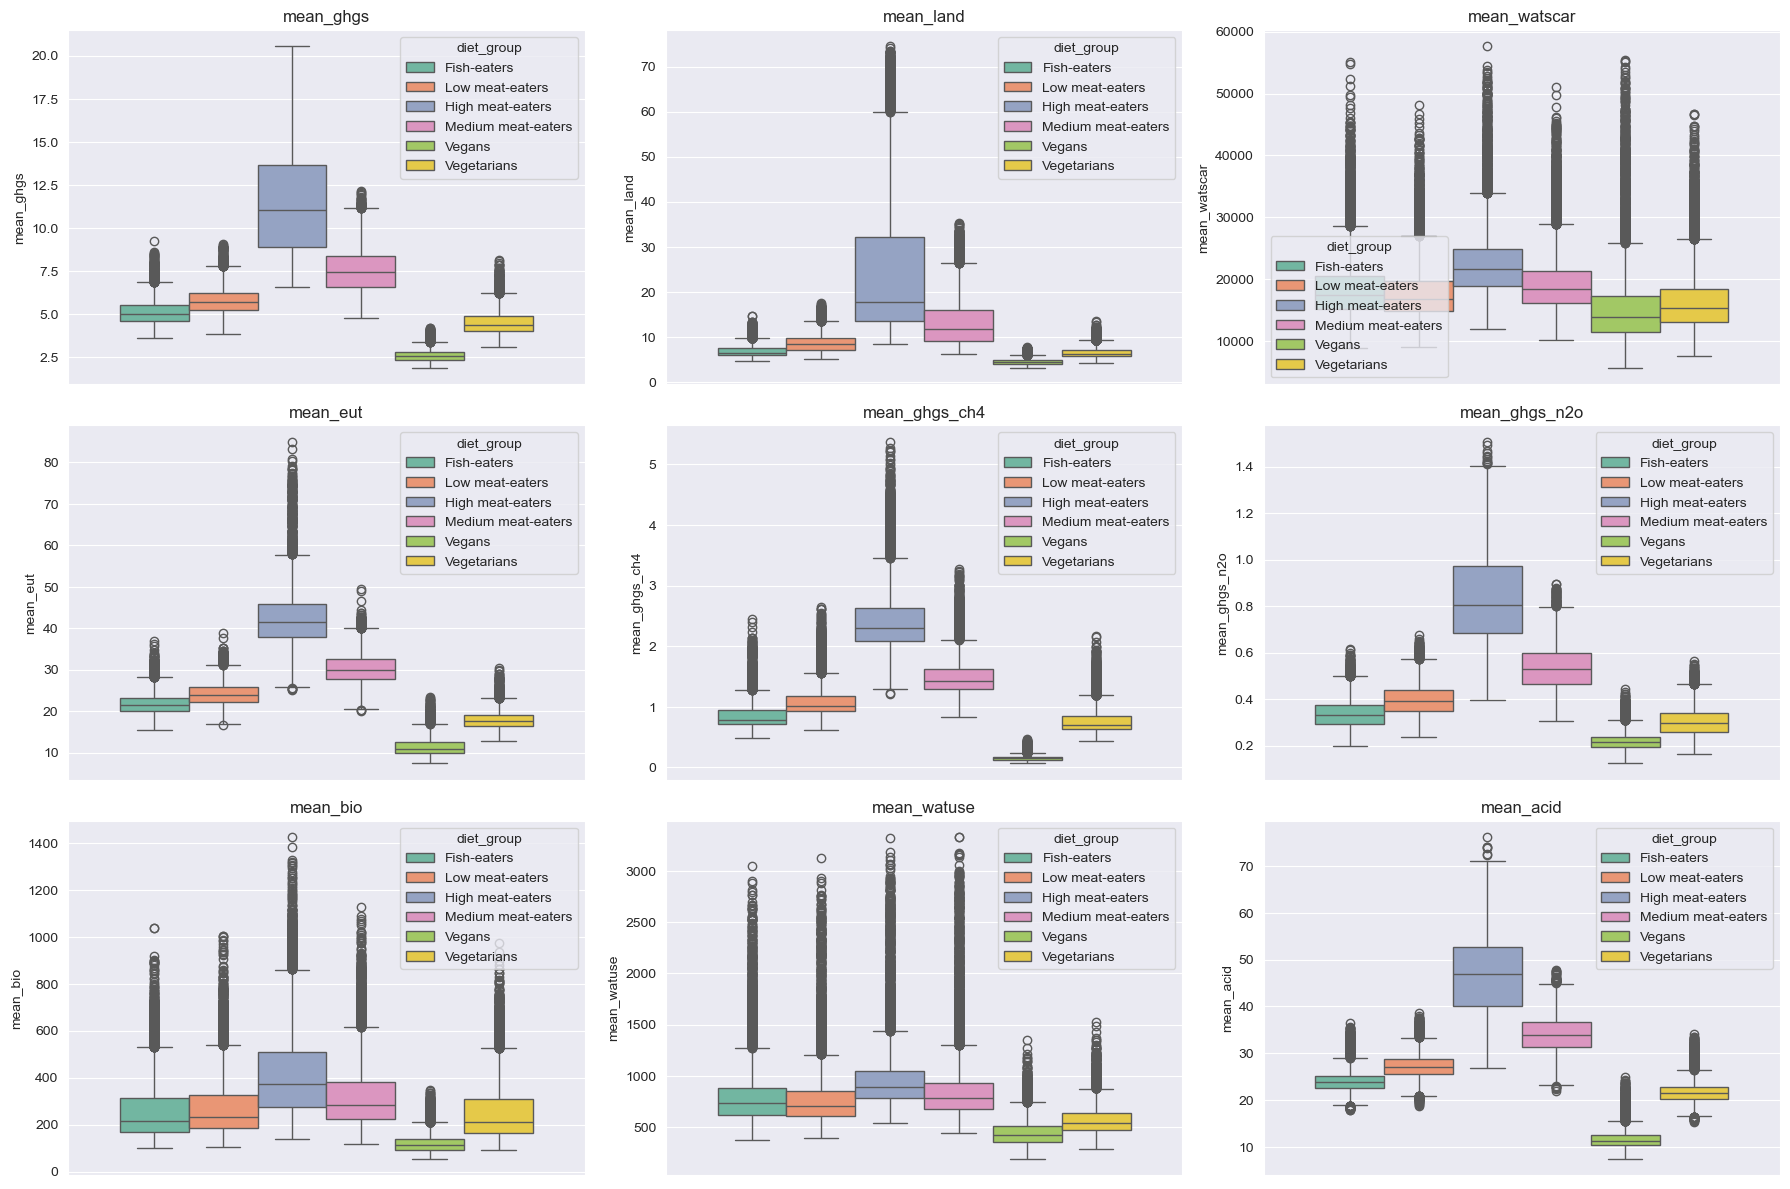 mean_ghgs
mean_ghgs
20.0
17.5
15.0
12.5
10.0
7.5
5.0
2.5
diet_group
Fish-eaters
Low meat-eaters
High meat-eaters
Medium meat-eaters
Vegans
Vegetarians
mean_land
mean_land
70
60
50
40
30
20
10
0
diet_group
Fish-eaters
Low meat-eaters
High meat-eaters
Medium meat-eaters
Vegans
Vegetarians
mean_watscar
mean_watscar
60000
50000
40000
30000
20000
10000
diet_group
Fish-eaters
Low meat-eaters
High meat-eaters
Medium meat-eaters
Vegans
Vegetarians
mean_eut
mean_eut
80
70
60
50
40
30
20
10
diet_group
Fish-eaters
Low meat-eaters
High meat-eaters
Medium meat-eaters
Vegans
Vegetarians
mean_ghgs_ch4
mean_ghgs_ch4
5
4
3
2
1
0
diet_group
Fish-eaters
Low meat-eaters
High meat-eaters
Medium meat-eaters
Vegans
Vegetarians
mean_ghgs_n2o
mean_ghgs_n2o
1.4
1.2
1.0
0.8
0.6
0.4
0.2
diet_group
Fish-eaters
Low meat-eaters
High meat-eaters
Medium meat-eaters
Vegans
Vegetarians
mean_bio
mean_bio
1400
1200
1000
800
600
400
200
0
diet_group
Fish-eaters
Low meat-eaters
High meat-eaters
Medium meat-eaters
Vegans
Vegetarians
mean_watuse
mean_watuse
3000
2500
2000
1500
1000
500
diet_group
Fish-eaters
Low meat-eaters
High meat-eaters
Medium meat-eaters
Vegans
Vegetarians
mean_acid
mean_acid
70
60
50
40
30
20
10
diet_group
Fish-eaters
Low meat-eaters
High meat-eaters
Medium meat-eaters
Vegans
Vegetarians